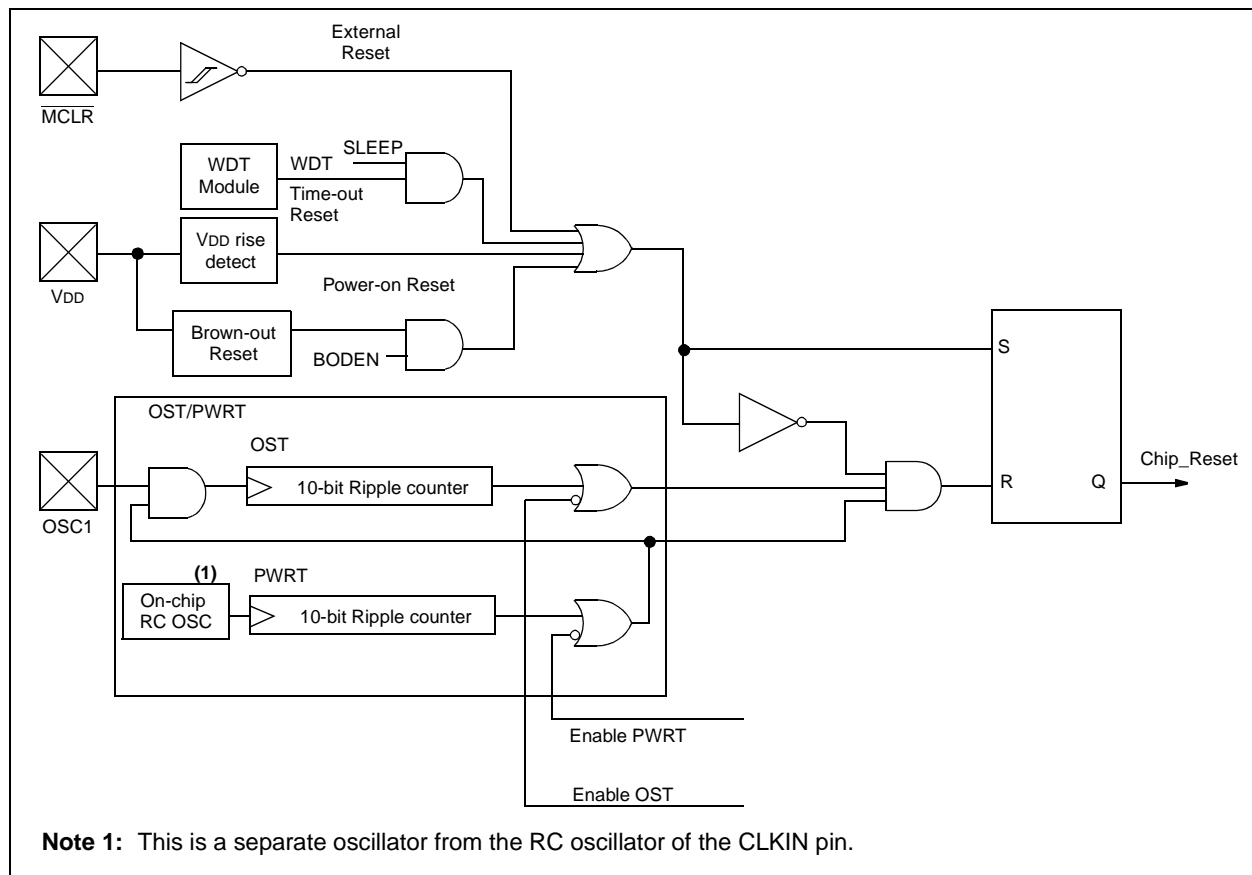 External
Reset
MCLR
SLEEP
WDT
Module
WDT
Time-out
Reset
VDD rise
detect
VDD
Power-on Reset
Brown-out
Reset
BODEN
S
OST/PWRT
OST
Chip_Reset
10-bit Ripple counter
R
Q
OSC1
(1)
PWRT
On-chip
RC OSC
10-bit Ripple counter
Enable PWRT
Enable OST
Note 1: This is a separate oscillator from the RC oscillator of the CLKIN pin.